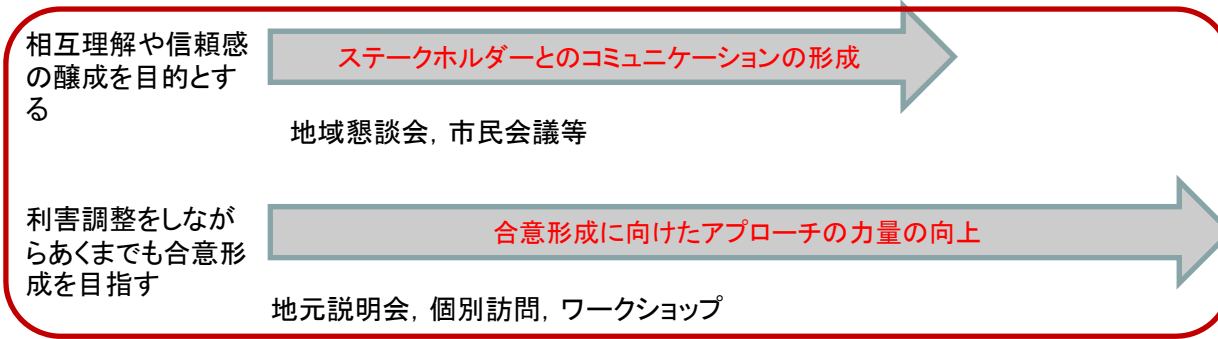 相互理解や信頼感
の醸成を目的とす
る
ステークホルダーとのコミュニケーションの形成
地域懇談会，市民会議等
利害調整をしなが
らあくまでも合意形
成を目指す
合意形成に向けたアプローチの力量の向上
地元説明会，個別訪問，ワークショップ